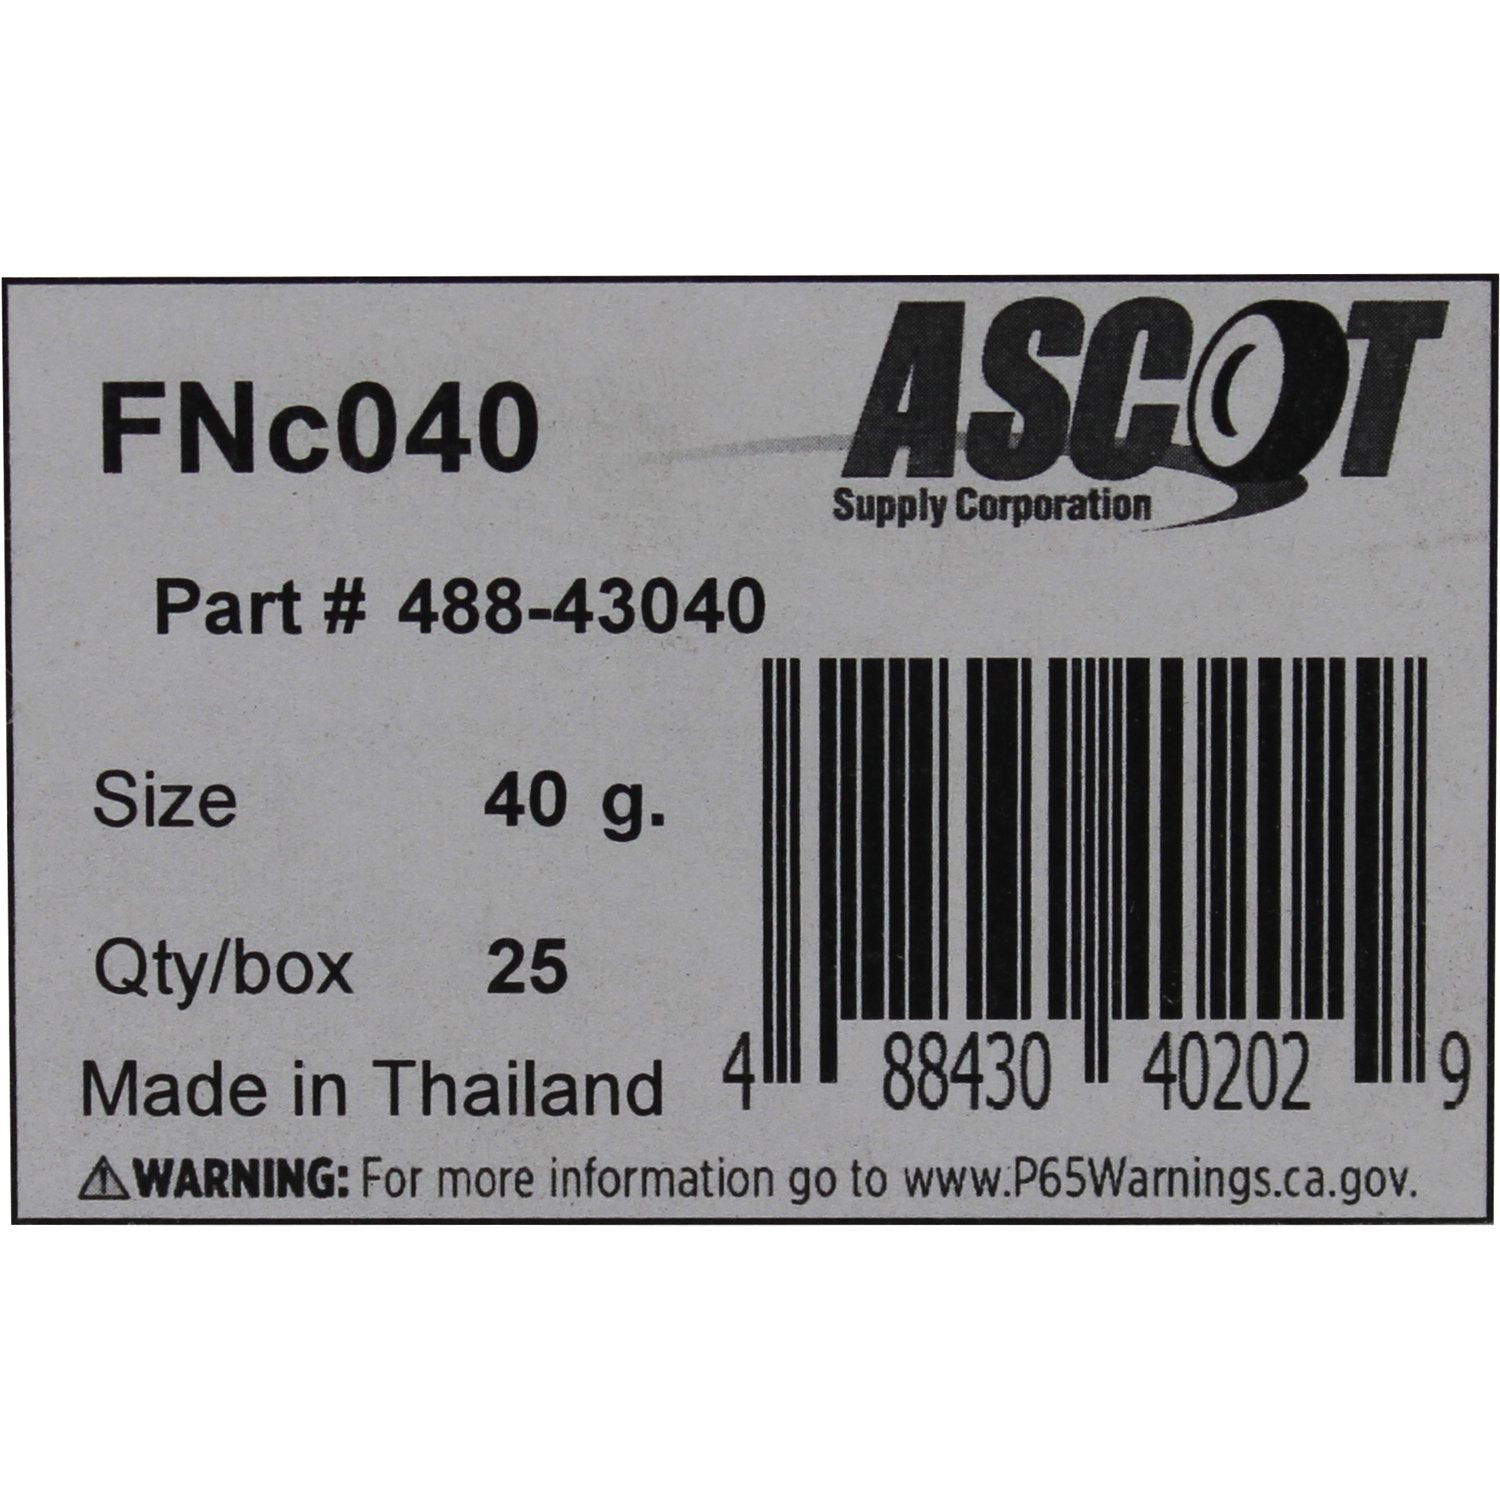 ASCOT
Supply Corporation
FNc040
Part # 488-43040
Size 40 g.
Qty/box 25
Made in Thailand
4 88430 40202 9
⚠WARNING: For more information go to www.P65Warnings.ca.gov.